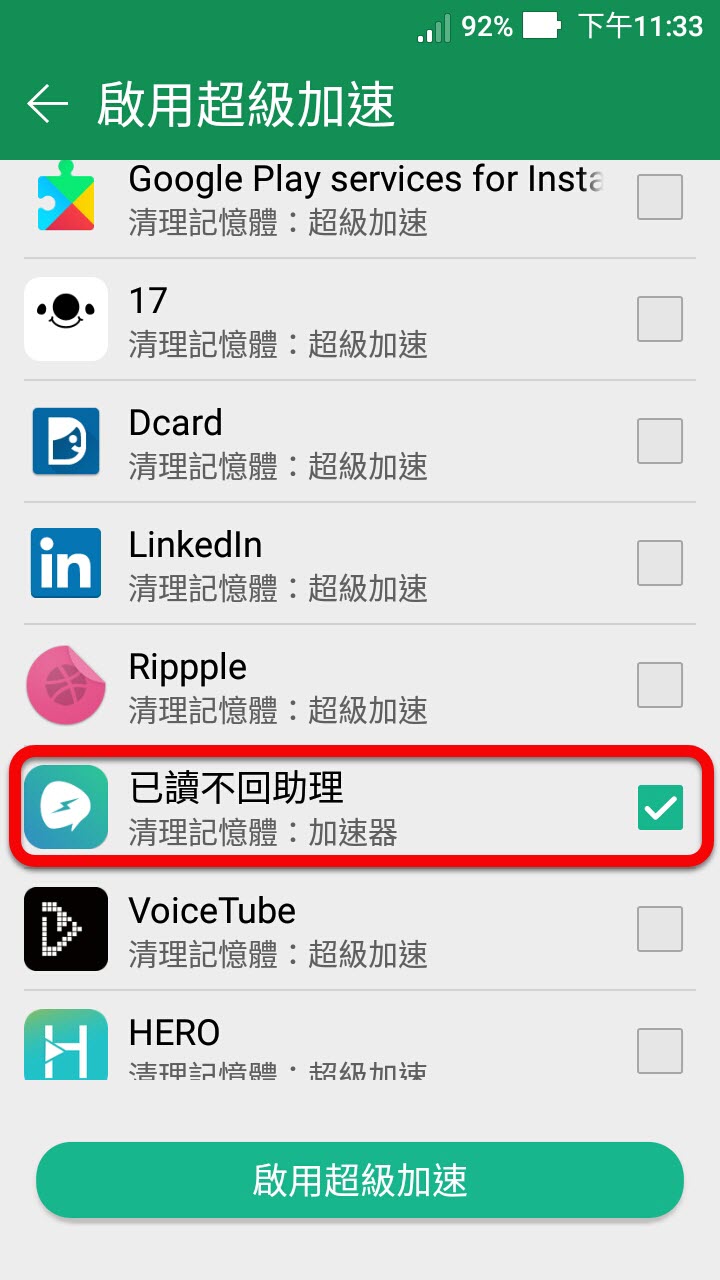 92% 下午11:33
啟用超級加速
Google Play services for Insta
清理記憶體：超級加速
17
清理記憶體：超級加速
Dcard
清理記憶體：超級加速
LinkedIn
清理記憶體：超級加速
Rippple
清理記憶體：超級加速
已讀不回助理
清理記憶體：加速器
VoiceTube
清理記憶體：超級加速
HERO
清理記憶體：超級加速
啟用超級加速